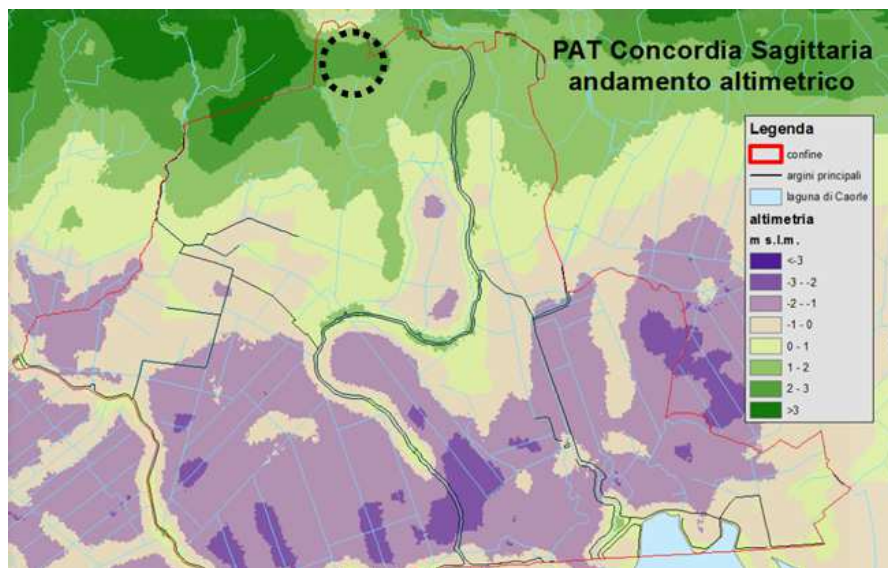 PAT Concordia Sagittaria
andamento altimetrico
Legenda
confine
argini principali
laguna di Caorle
altimetria
m s.l.m.
<-3
-3 - -2
-2 - -1
-1 - 0
0 - 1
1 - 2
2 - 3
>3